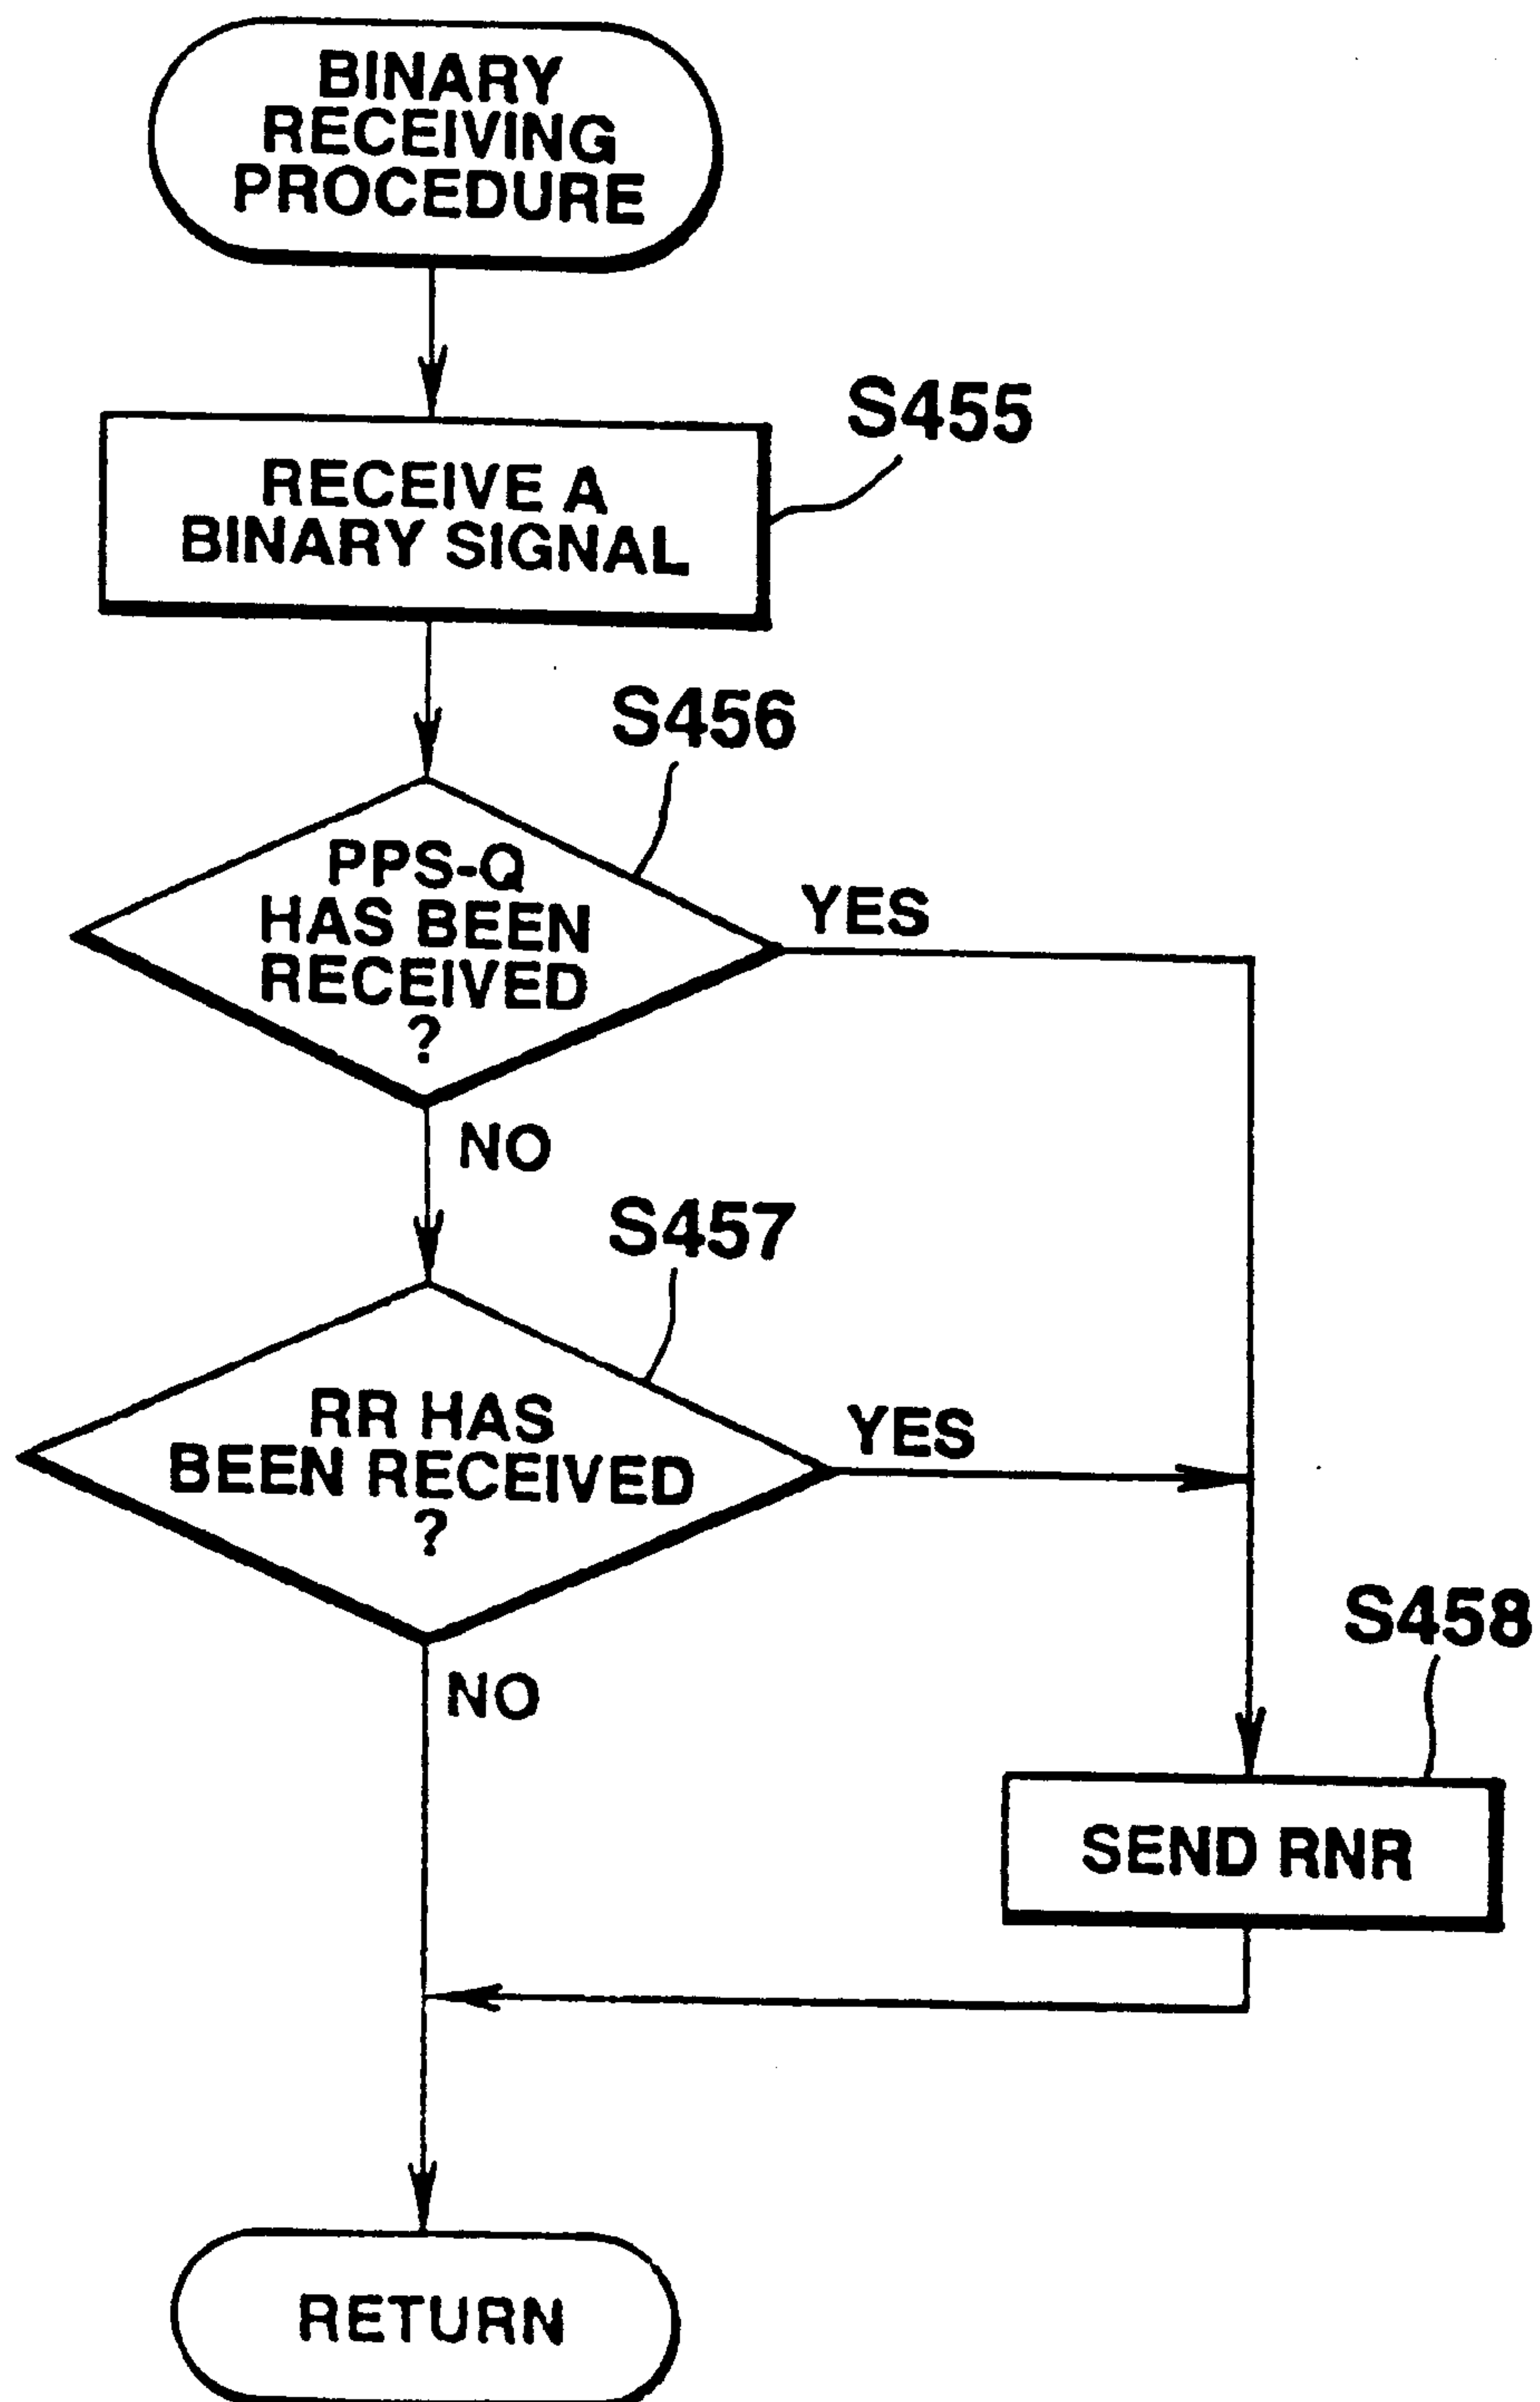 BINARY
RECEIVING
PROCEDURE
S455
RECEIVE A
BINARY SIGNAL
S456
PPS-Q
HAS BEEN
RECEIVED
?
YES
NO
S457
RR HAS
BEEN RECEIVED
?
YES
NO
S458
SEND RNR
RETURN